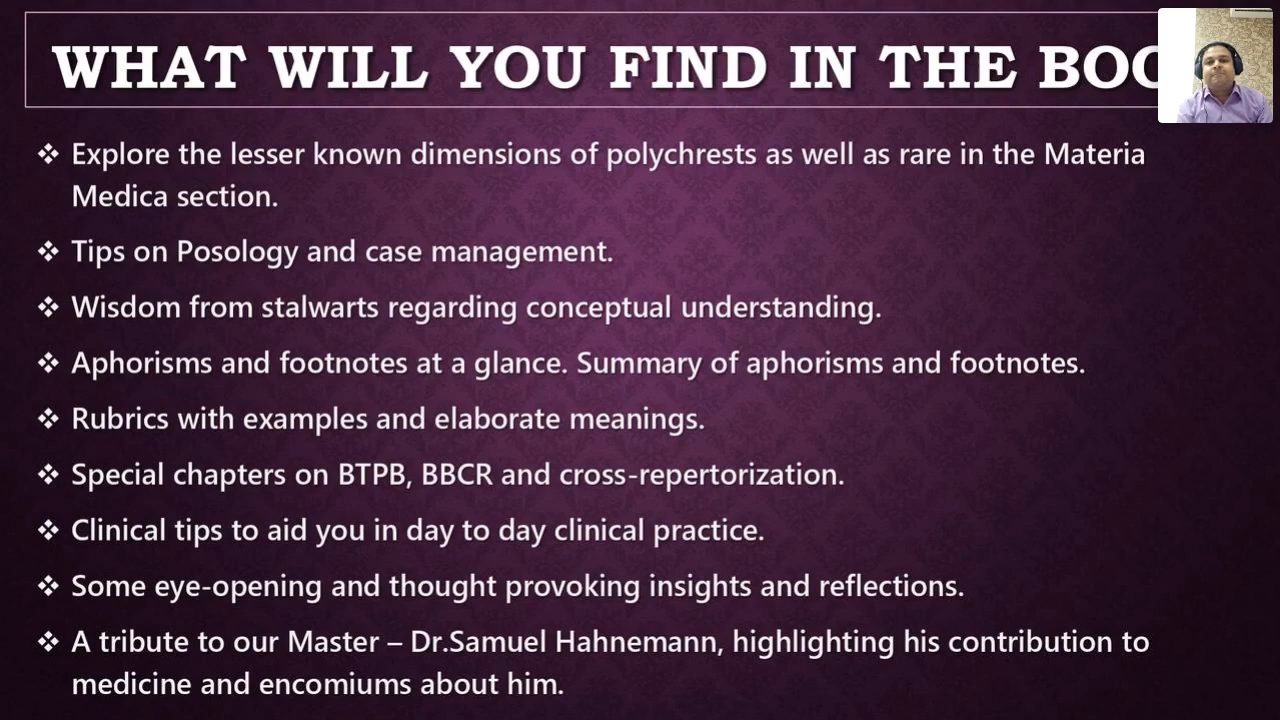 WHAT WILL YOU FIND IN THE BOO
❖ Explore the lesser known dimensions of polychrests as well as rare in the Materia
Medica section.
❖ Tips on Posology and case management.
❖ Wisdom from stalwarts regarding conceptual understanding.
❖ Aphorisms and footnotes at a glance. Summary of aphorisms and footnotes.
❖ Rubrics with examples and elaborate meanings.
❖ Special chapters on BTPB, BBCR and cross-repertorization.
❖ Clinical tips to aid you in day to day clinical practice.
❖ Some eye-opening and thought provoking insights and reflections.
❖ A tribute to our Master – Dr.Samuel Hahnemann, highlighting his contribution to
medicine and encomiums about him.